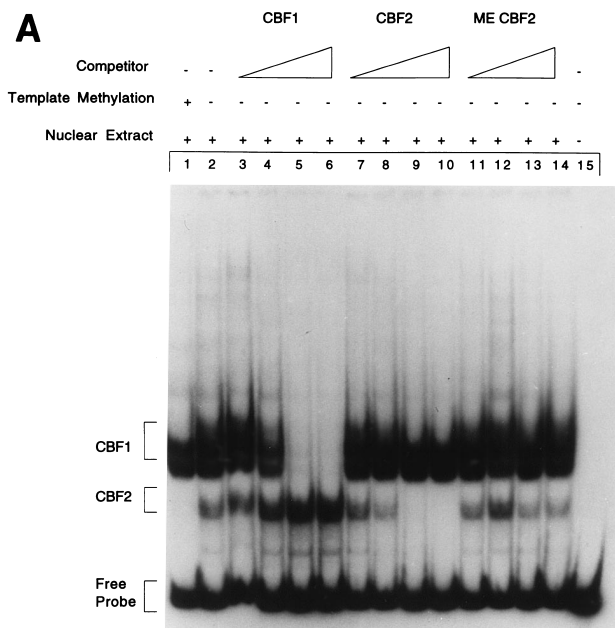 A
CBF1 CBF2 ME CBF2
Competitor - - -
Template Methylation + - - - - - - - - - - - - - -
Nuclear Extract + + + + + + + + + + + + + + -
1 2 3 4 5 6 7 8 9 10 11 12 13 14 15
CBF1
CBF2
Free
Probe